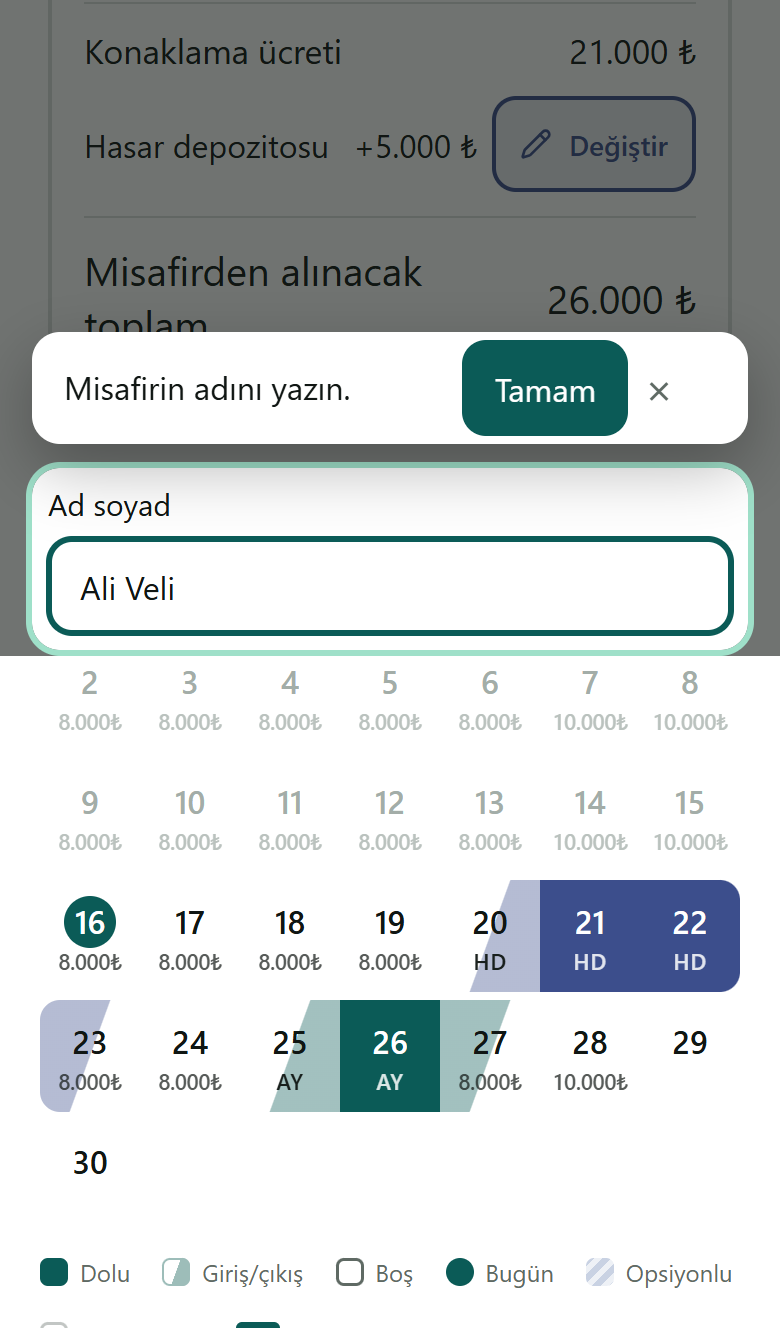 Konaklama ücreti 21.000 ₺
Hasar depozitosu +5.000 ₺ Değiştir
Misafirden alınacak
toplam 26.000 ₺
Misafirin adını yazın. Tamam ×
Ad soyad
Ali Veli
2 3 4 5 6 7 8
8.000₺ 8.000₺ 8.000₺ 8.000₺ 8.000₺ 10.000₺ 10.000₺
9 10 11 12 13 14 15
8.000₺ 8.000₺ 8.000₺ 8.000₺ 8.000₺ 10.000₺ 10.000₺
16 17 18 19 20 21 22
8.000₺ 8.000₺ 8.000₺ 8.000₺ HD HD HD
23 24 25 26 27 28 29
8.000₺ 8.000₺ AY AY 8.000₺ 10.000₺
30
Dolu Giriş/çıkış Boş Bugün Opsiyonlu